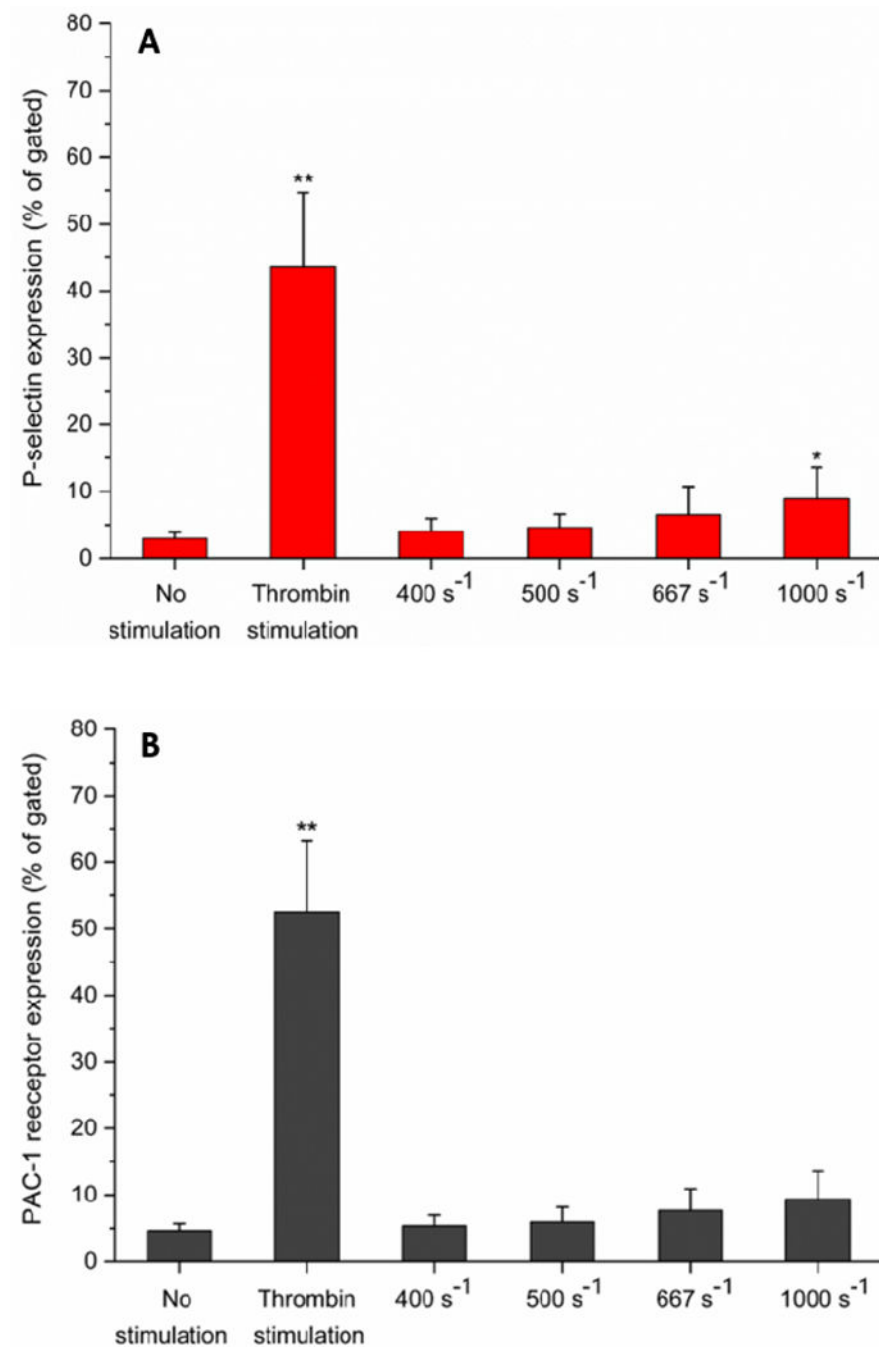 A
P-selectin expression (% of gated)
80
70
60
50
40
30
20
10
0
**
*
No stimulation
Thrombin stimulation
400 s⁻¹
500 s⁻¹
667 s⁻¹
1000 s⁻¹
B
PAC-1 reeceptor expression (% of gated)
80
70
60
50
40
30
20
10
0
**
No stimulation
Thrombin stimulation
400 s⁻¹
500 s⁻¹
667 s⁻¹
1000 s⁻¹